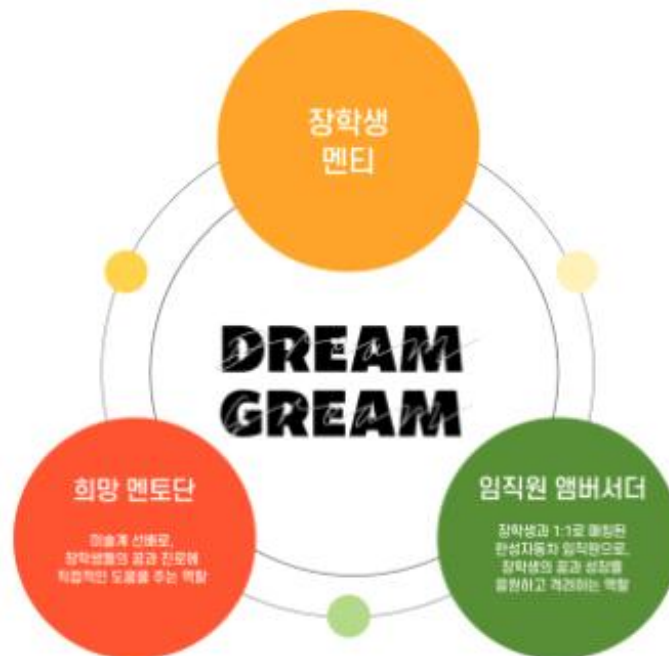 장학생
멘티
DREAM
GREAM
희망 멘토단
미술계 선배로,
장학생들의 꿈과 진로에
직접적인 도움을 주는 역할
임직원 앰버서더
장학생과 1:1로 매칭된
한성자동차 임직원으로,
장학생의 꿈과 성장를
응원하고 격려하는 역할